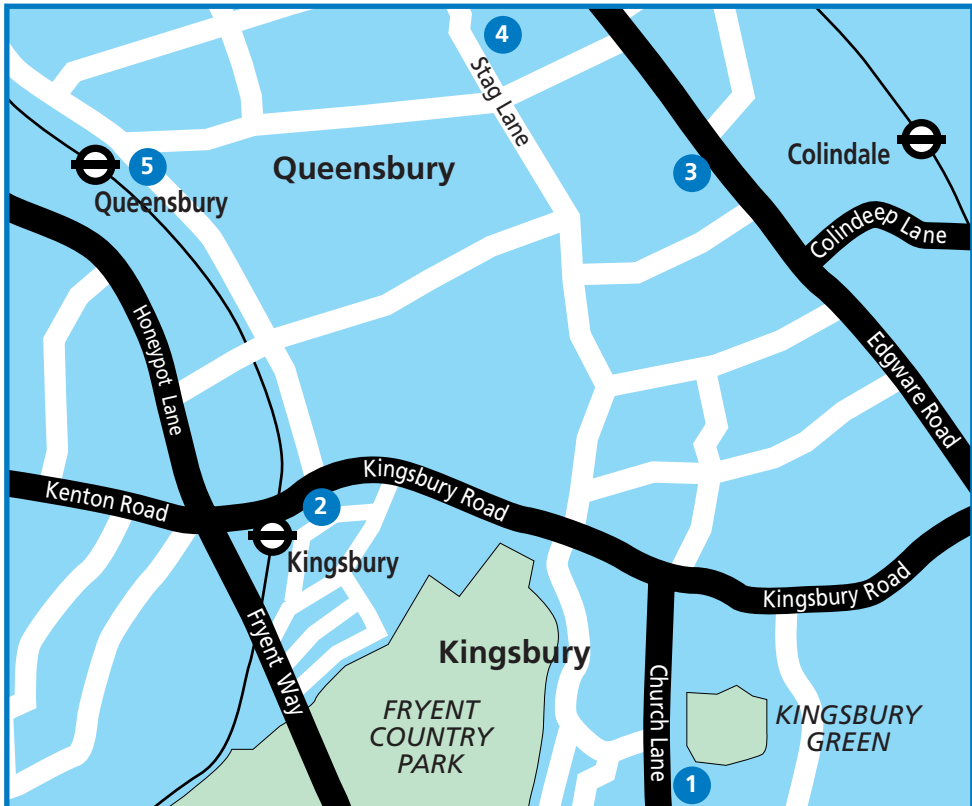 4
Stag Lane
3
Colindale
5
Queensbury
Queensbury
Colindeep Lane
Honeypot Lane
Edgware Road
Kenton Road
Kingsbury Road
2
Kingsbury
Kingsbury Road
Fryent Way
Kingsbury
Church Lane
FRYENT
COUNTRY
PARK
KINGSBURY
GREEN
1